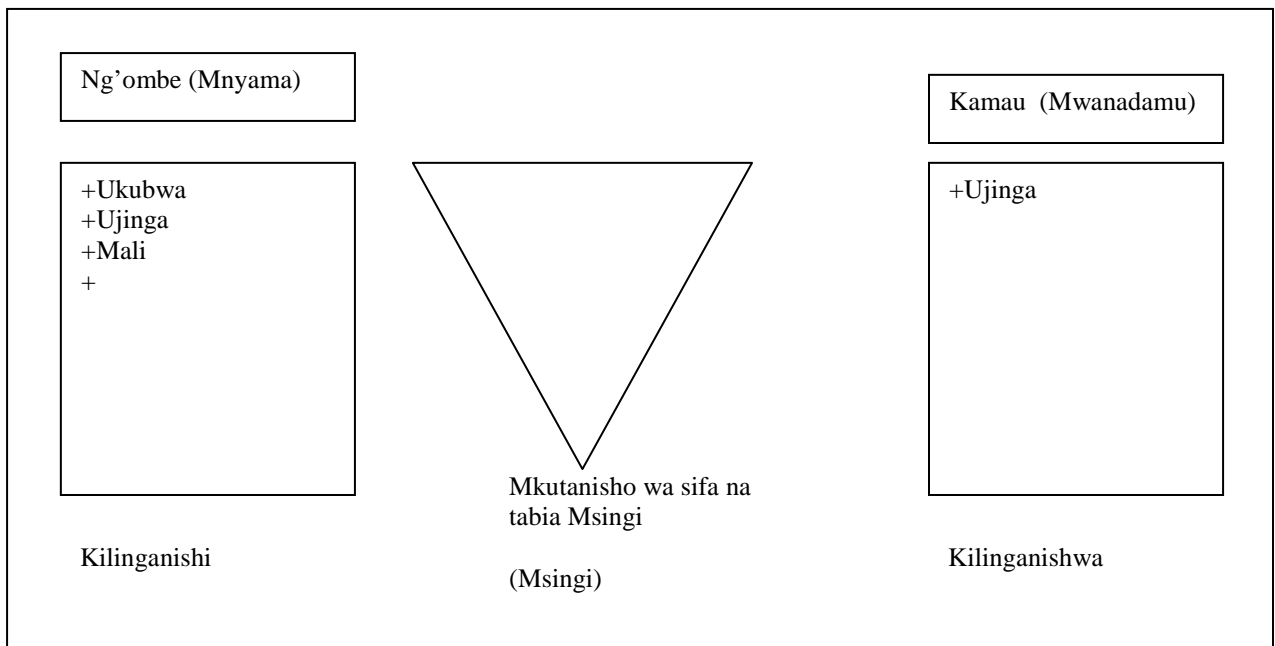 Ng’ombe (Mnyama)
Kamau  (Mwanadamu)
+Ukubwa
+Ujinga
+Mali
+
+Ujinga
Mkutanisho wa sifa na
tabia Msingi
(Msingi)
Kilinganishi
Kilinganishwa